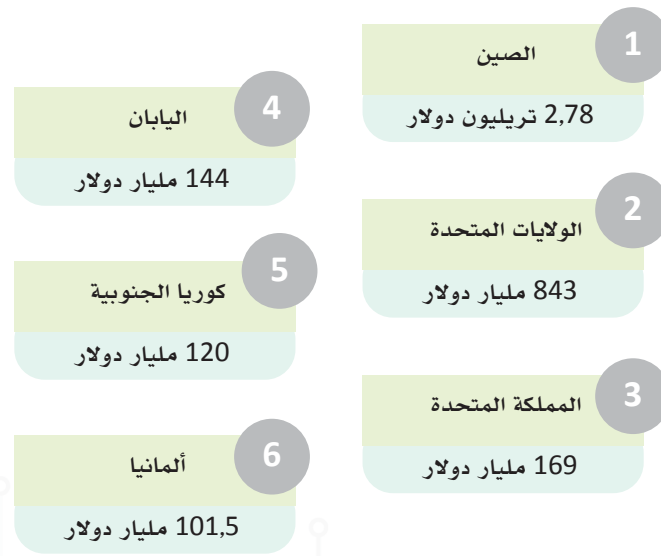 1
الصين
2,78 تريليون دولار
2
الولايات المتحدة
843 مليار دولار
3
المملكة المتحدة
169 مليار دولار
4
اليابان
144 مليار دولار
5
كوريا الجنوبية
120 مليار دولار
6
ألمانيا
101,5 مليار دولار